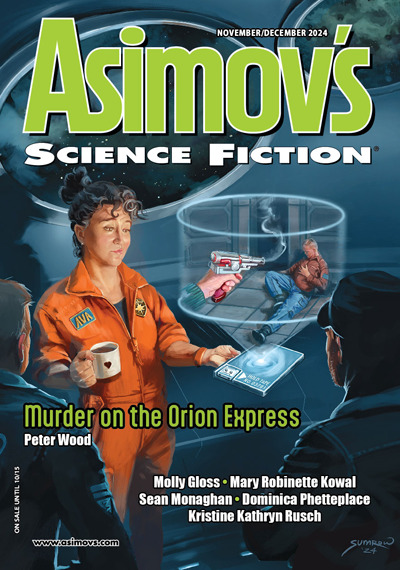 NOVEMBER/DECEMBER 2024
Asimov's
SCIENCE FICTION®
AVA
Murder on the Orion Express
Peter Wood
Molly Gloss • Mary Robinette Kowal
Sean Monaghan • Dominica Phetteplace
Kristine Kathryn Rusch
ON SALE UNTIL 10/15
www.asimovs.com
SUMROW
24